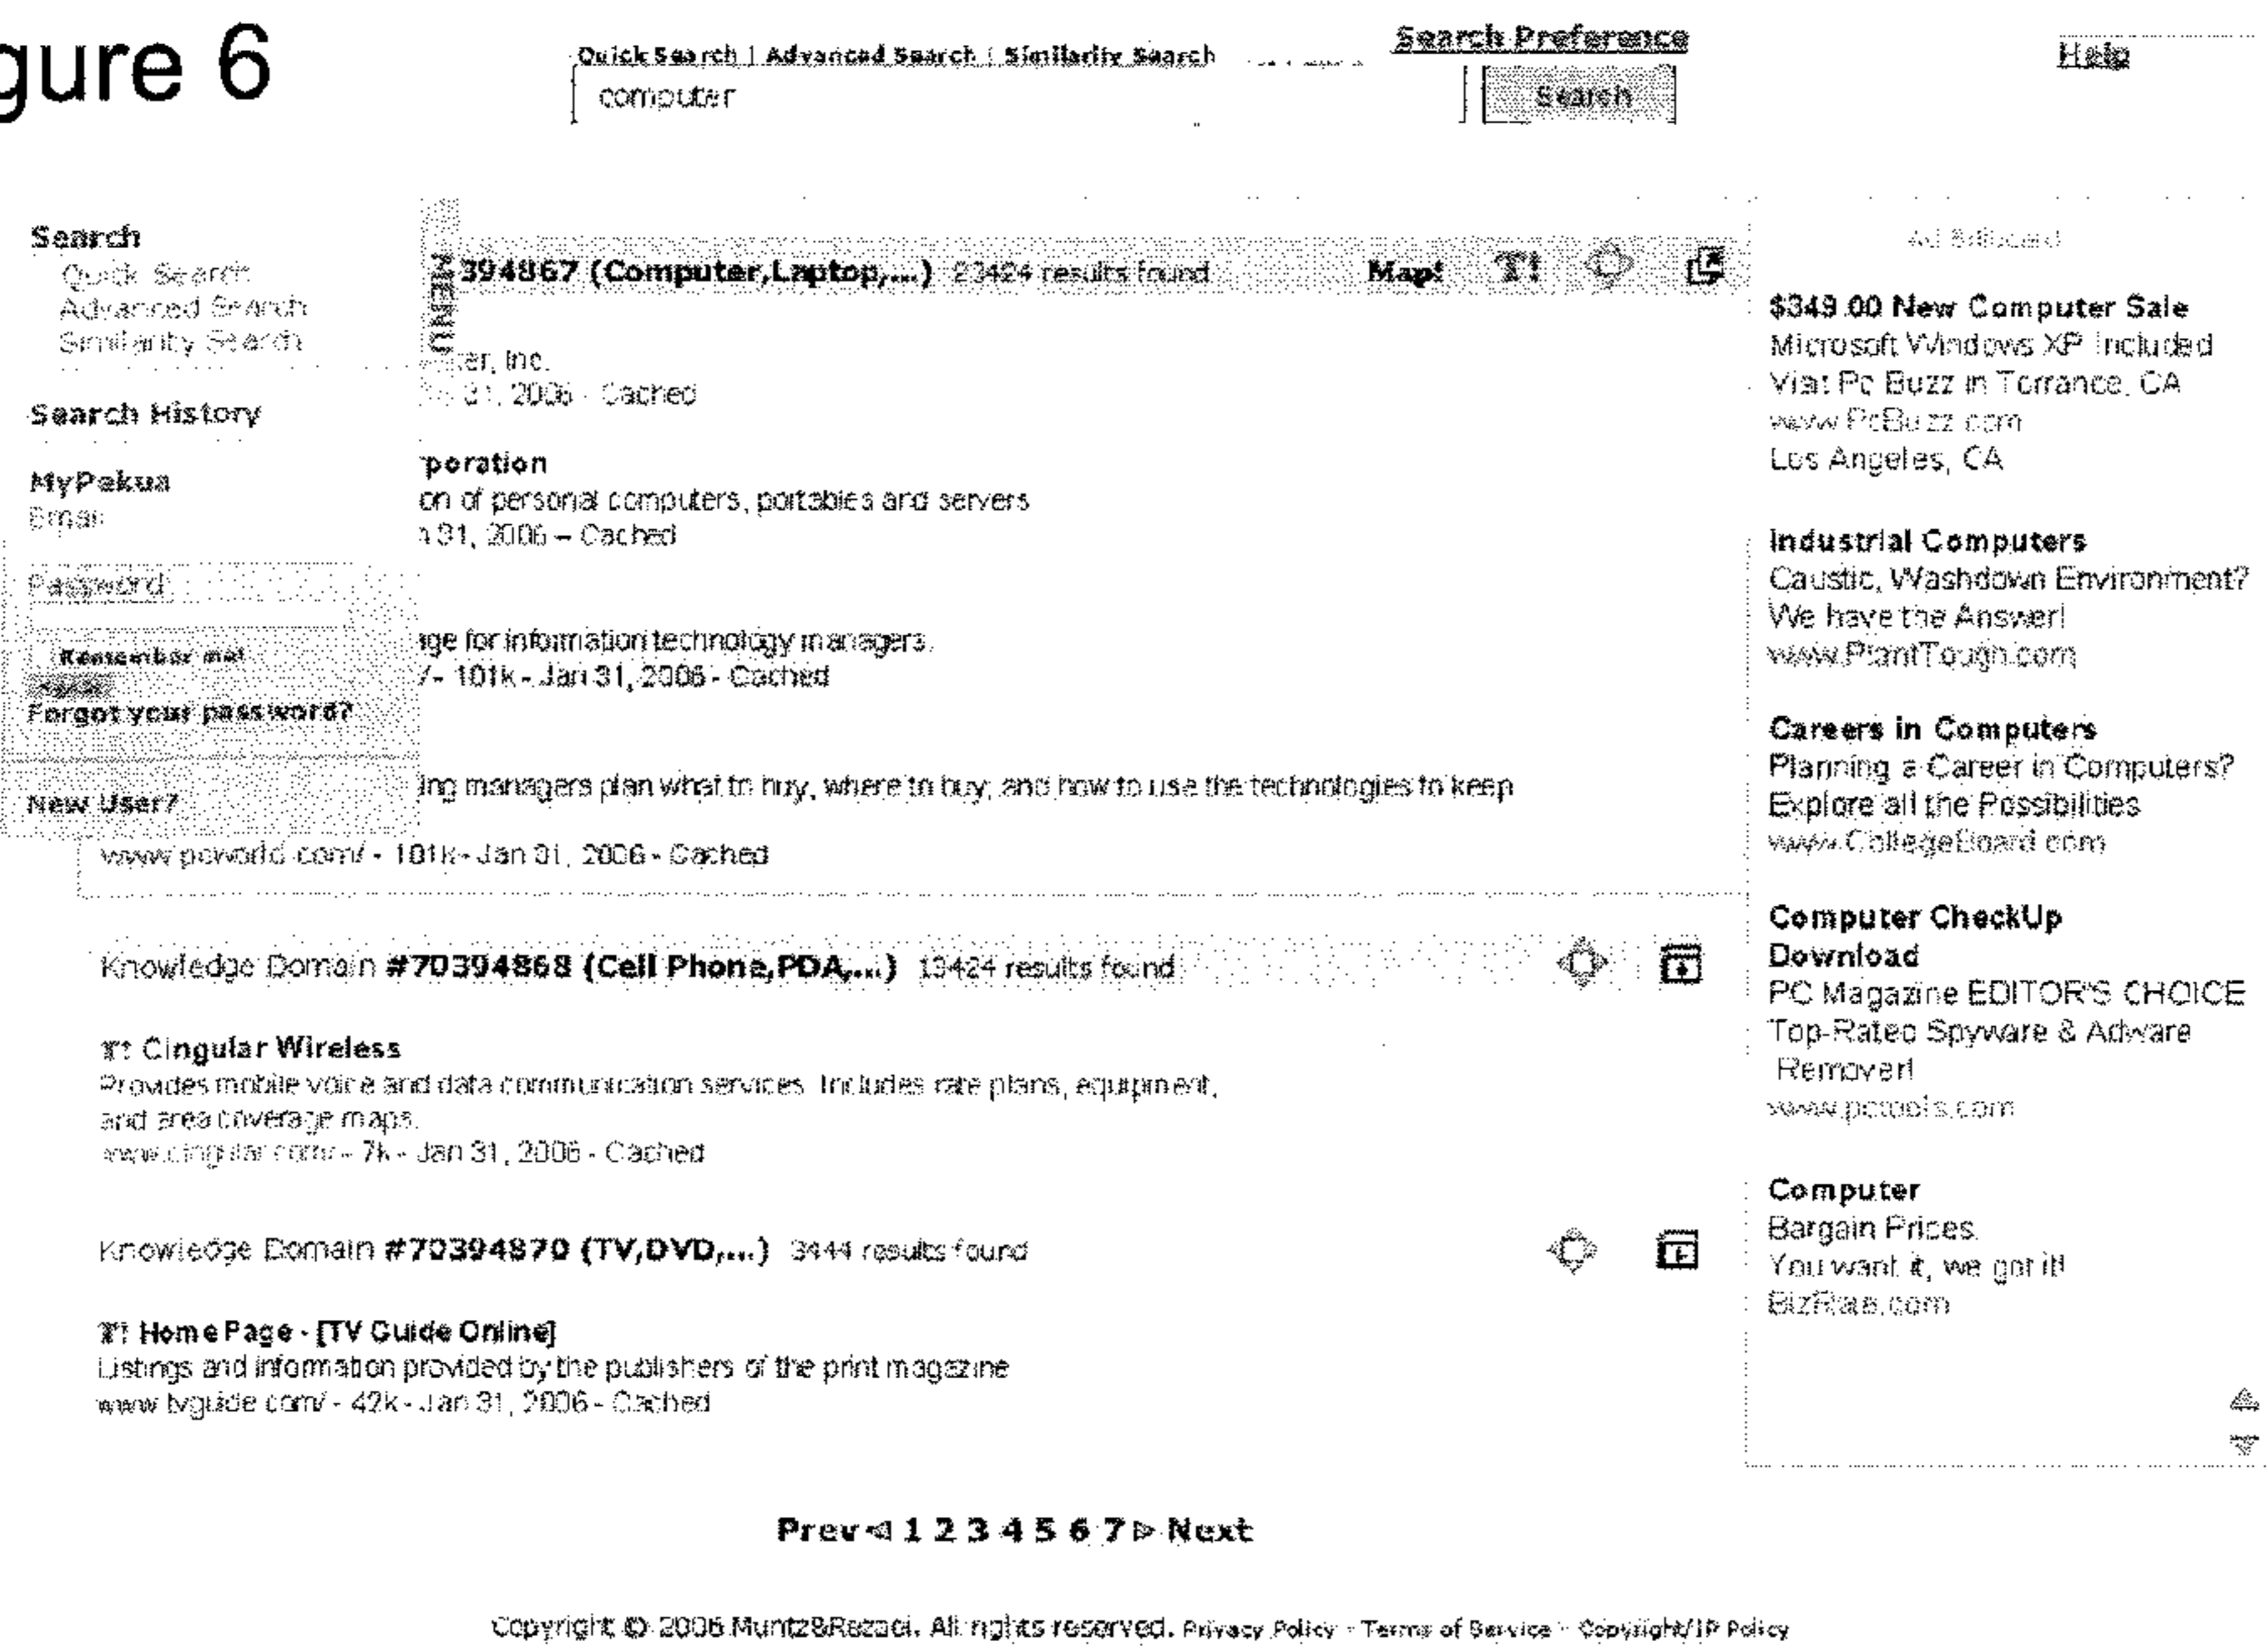 gure 6
Quick Search | Advanced Search | Similarity Search
Search Preference
Help
computer
Search
Search
Quick Search
Advanced Search
Similarity Search
Search History
MyPakua
Email
Password
Remember me!
Forgot your password?
New User?
MENU
394867 (Computer,Laptop,...) 23424 results found
Map!
T!
er, Inc.
31, 2006 - Cached
poration
on of personal computers, portables and servers
31, 2006 – Cached
ge for information technology managers.
/- 101k - Jan 31, 2006 - Cached
ing managers plan what to buy, where to buy, and how to use the technologies to keep
www.pcworld.com/ - 101k- Jan 31, 2006 - Cached
Knowledge Domain #70394868 (Cell Phone,PDA,...) 13424 results found
T! Cingular Wireless
Provides mobile voice and data communication services. Includes rate plans, equipment,
and area coverage maps.
www.cingular.com/ - 7k - Jan 31, 2006 - Cached
Knowledge Domain #70394870 (TV,DVD,...) 3444 results found
T! Home Page - [TV Guide Online]
Listings and information provided by the publishers of the print magazine
www.tvguide.com/ - 42k - Jan 31, 2006 - Cached
Ad Billboard
$349.00 New Computer Sale
Microsoft Windows XP Included
Visit Pc Buzz in Torrance, CA
www.PcBuzz.com
Los Angeles, CA
Industrial Computers
Caustic, Washdown Environment?
We have the Answer!
www.PlantTough.com
Careers in Computers
Planning a Career in Computers?
Explore all the Possibilities
www.CollegeBoard.com
Computer CheckUp
Download
PC Magazine EDITOR'S CHOICE
Top-Rated Spyware & Adware
Remover!
www.pctools.com
Computer
Bargain Prices.
You want it, we got it!
BizRate.com
Prev 1 2 3 4 5 6 7 Next
Copyright © 2006 Muntz&Rezaei. All rights reserved. Privacy Policy - Terms of Service - Copyright/IP Policy